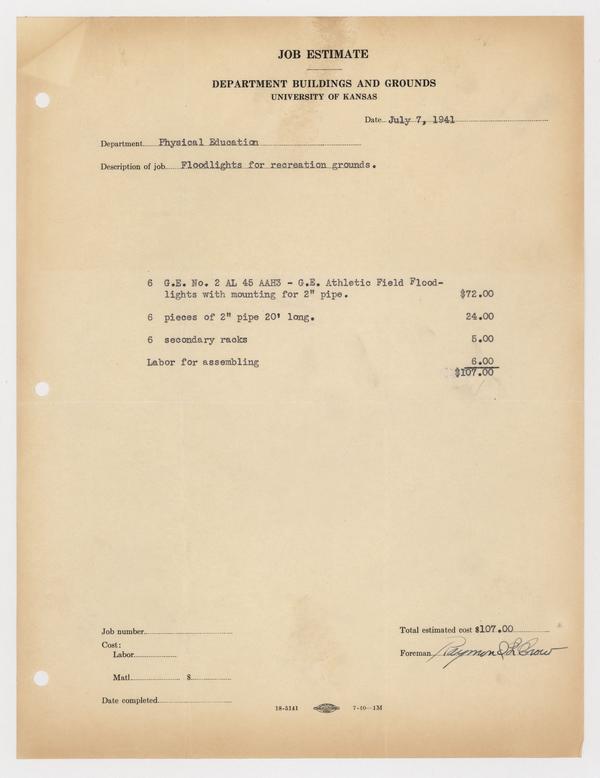 JOB ESTIMATE
DEPARTMENT BUILDINGS AND GROUNDS
UNIVERSITY OF KANSAS
Date July 7, 1941
Department Physical Education
Description of job Floodlights for recreation grounds.
6 G.E. No. 2 AL 45 AAH3 - G.E. Athletic Field Flood-
lights with mounting for 2" pipe. $72.00
6 pieces of 2" pipe 20' long. 24.00
6 secondary racks 5.00
Labor for assembling 6.00
$107.00
Job number
Total estimated cost $107.00
Cost:
Labor
Foreman Raymond L Crow
Matl. $
Date completed
18-5141 7-40—1M